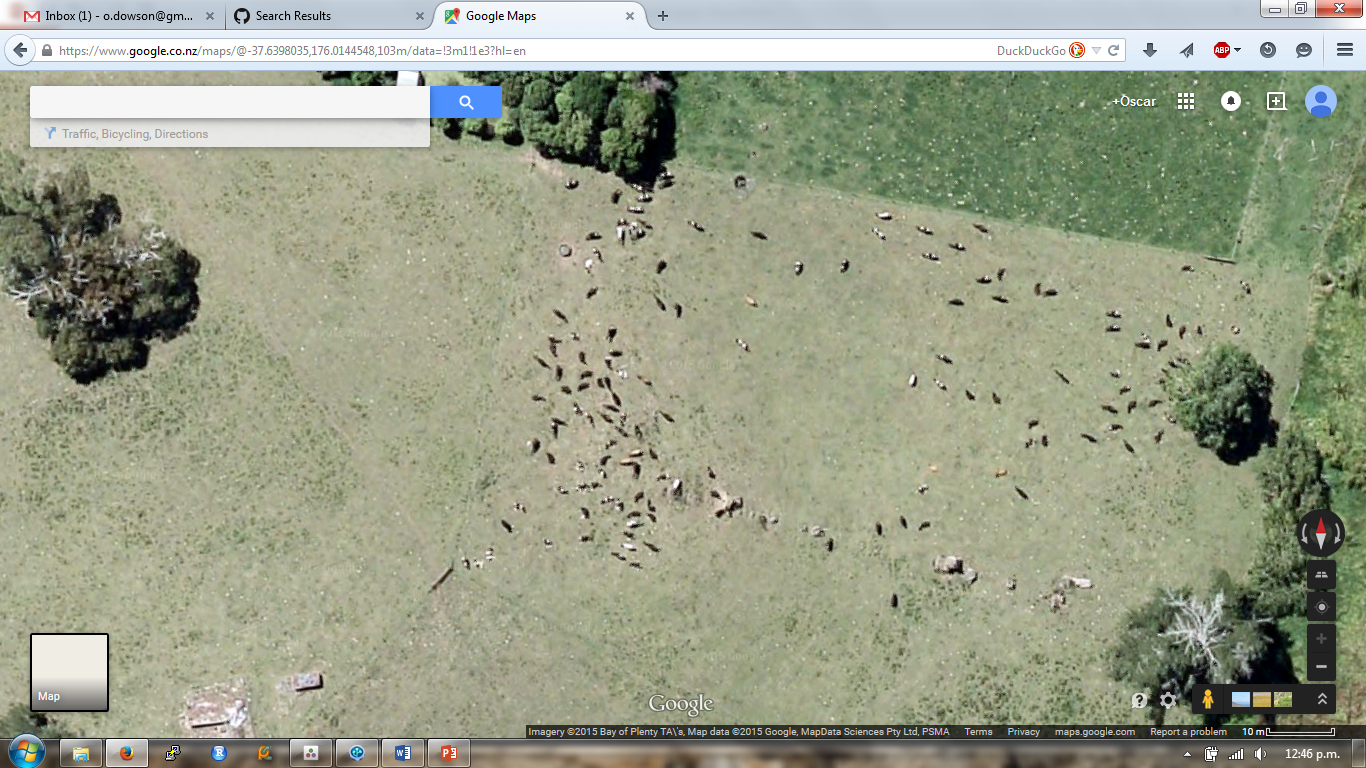 Inbox (1) - o.dowson@gm...
Search Results
Google Maps
https://www.google.co.nz/maps/@-37.6398035,176.0144548,103m/data=!3m1!1e3?hl=en
DuckDuckGo
ABP
+Oscar
Traffic, Bicycling, Directions
Map
Google
Imagery ©2015 Bay of Plenty TA\'s, Map data ©2015 Google, MapData Sciences Pty Ltd, PSMA
Terms
Privacy
maps.google.com
Report a problem
10 m
12:46 p.m.